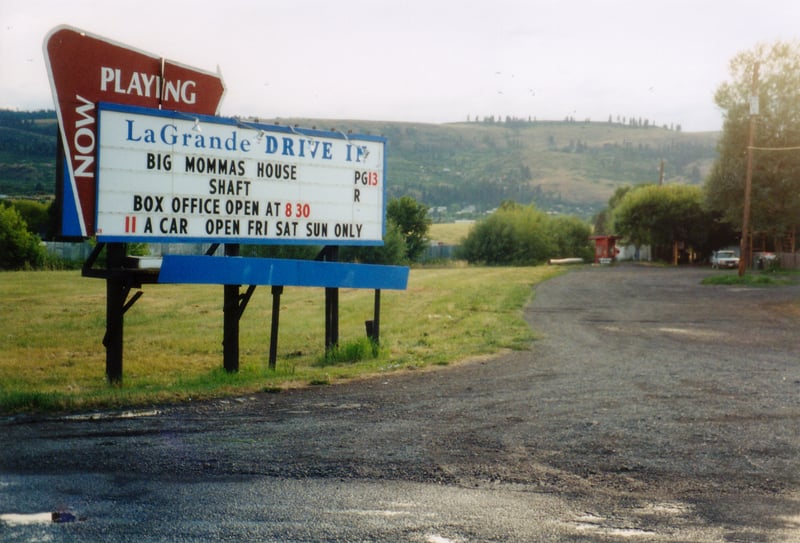 NOW PLAYING
LaGrande DRIVE IN
BIG MOMMAS HOUSE PG13
SHAFT R
BOX OFFICE OPEN AT 8 30
11 A CAR OPEN FRI SAT SUN ONLY